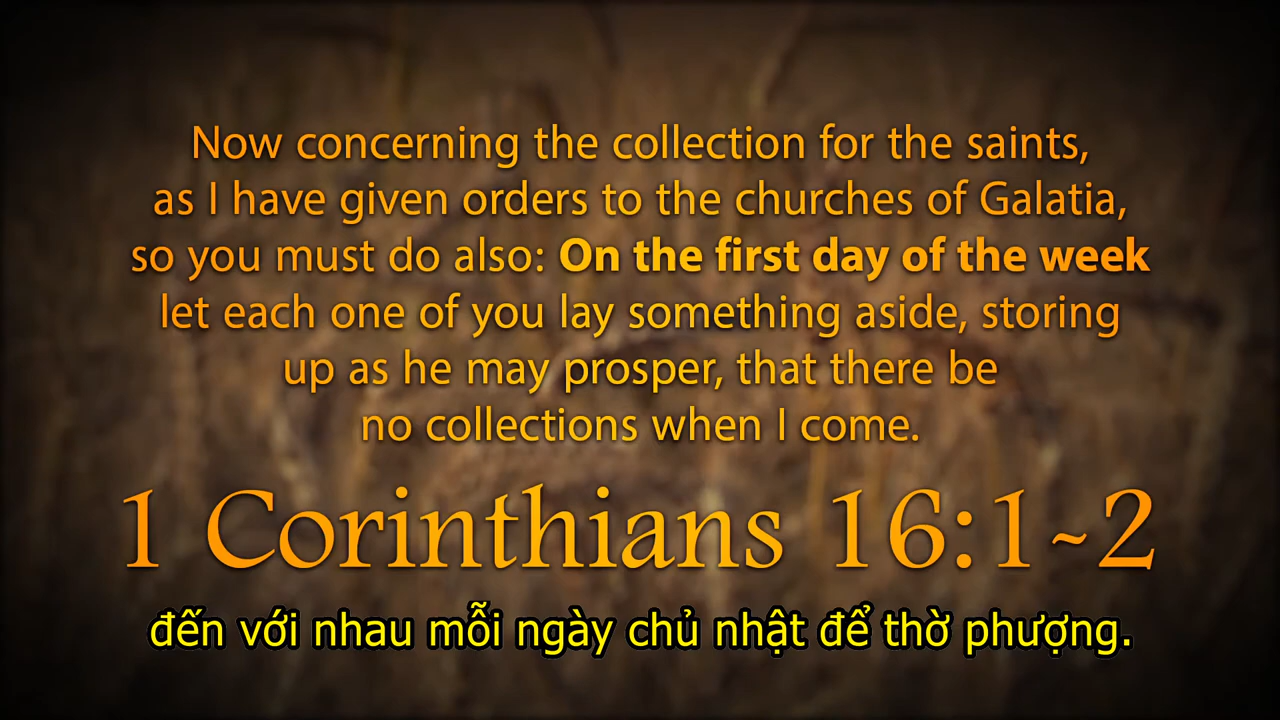 Now concerning the collection for the saints,
as I have given orders to the churches of Galatia,
so you must do also: On the first day of the week
let each one of you lay something aside, storing
up as he may prosper, that there be
no collections when I come.
1 Corinthians 16:1~2
đến với nhau mỗi ngày chủ nhật để thờ phượng.